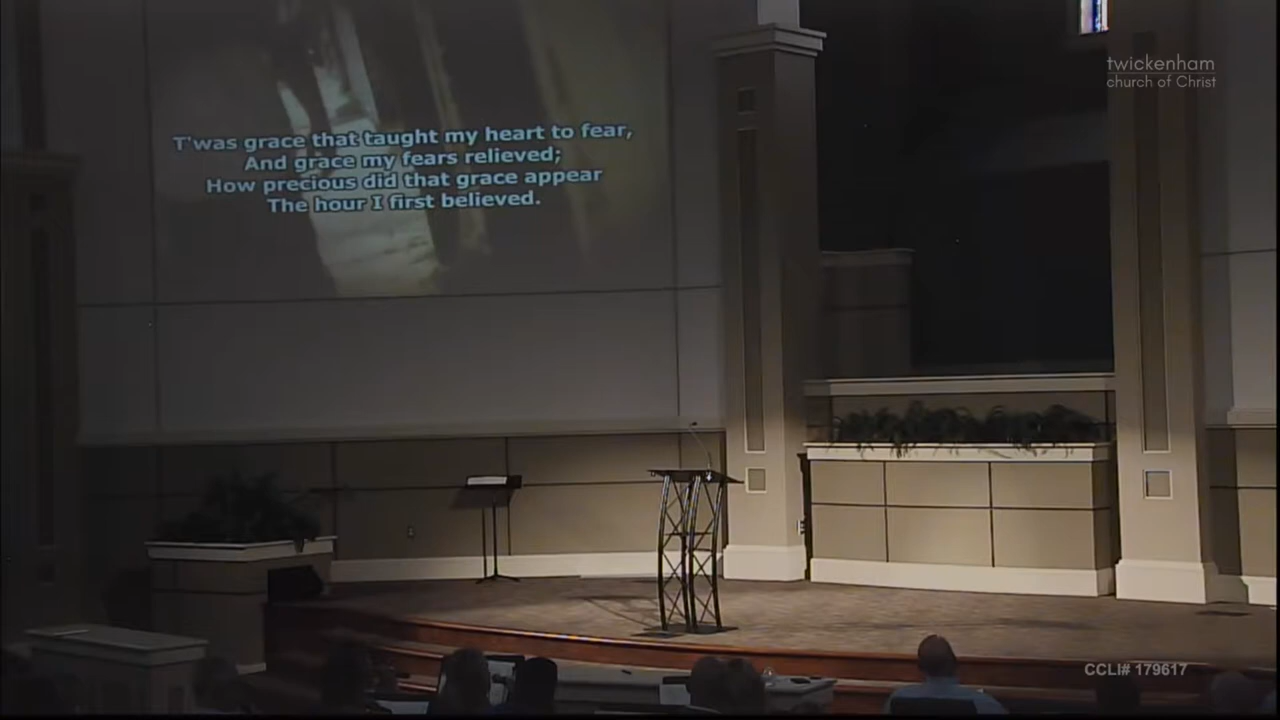 T'was grace that taught my heart to fear,
And grace my fears relieved;
How precious did that grace appear
The hour I first believed.
twickenham
church of Christ
CCLI# 179617